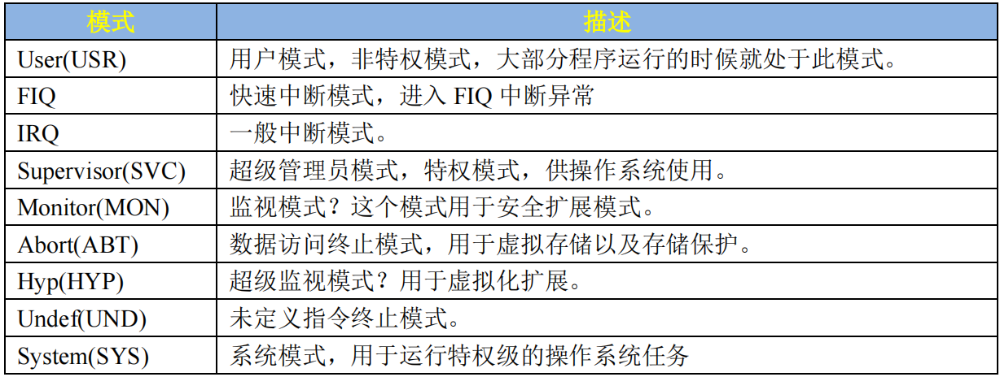 模式 描述
User(USR) 用户模式，非特权模式，大部分程序运行的时候就处于此模式。
FIQ 快速中断模式，进入 FIQ 中断异常
IRQ 一般中断模式。
Supervisor(SVC) 超级管理员模式，特权模式，供操作系统使用。
Monitor(MON) 监视模式？这个模式用于安全扩展模式。
Abort(ABT) 数据访问终止模式，用于虚拟存储以及存储保护。
Hyp(HYP) 超级监视模式？用于虚拟化扩展。
Undef(UND) 未定义指令终止模式。
System(SYS) 系统模式，用于运行特权级的操作系统任务